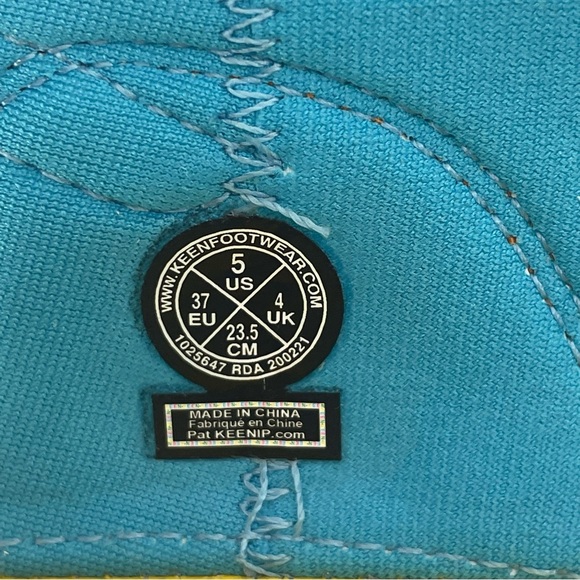 WWW.KEENFOOTWEAR.COM
5
US
37
EU
4
UK
23.5
CM
1025647 RDA 200221
MADE IN CHINA
Fabriqué en Chine
Pat KEENIP.com